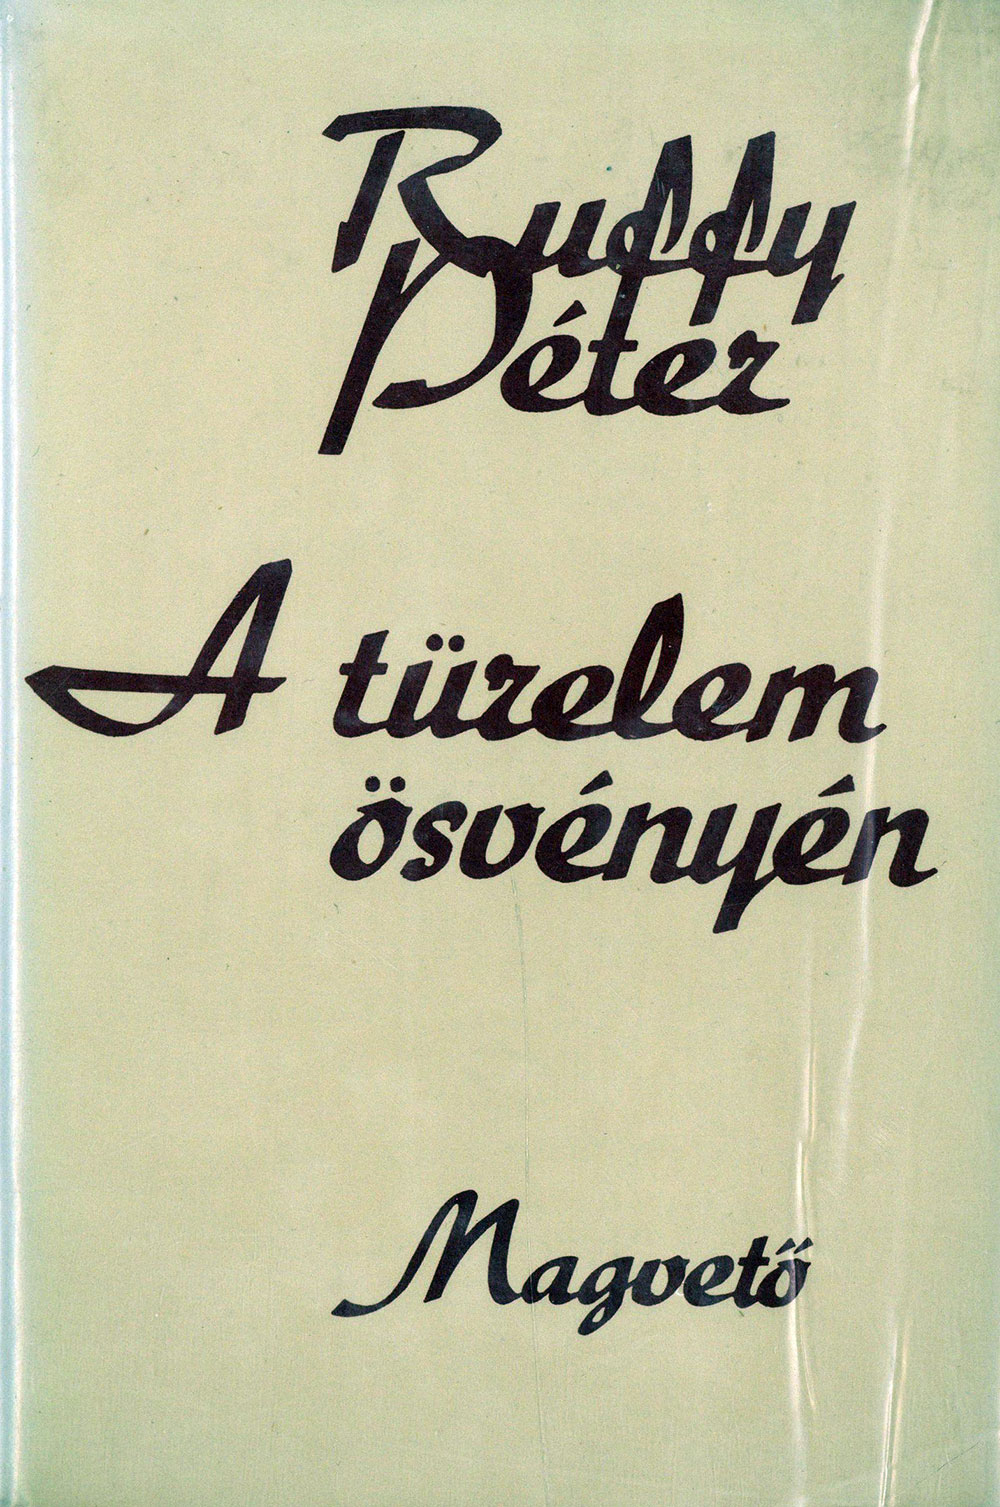 Ruffy
Péter
A türelem
ösvényén
Magvető